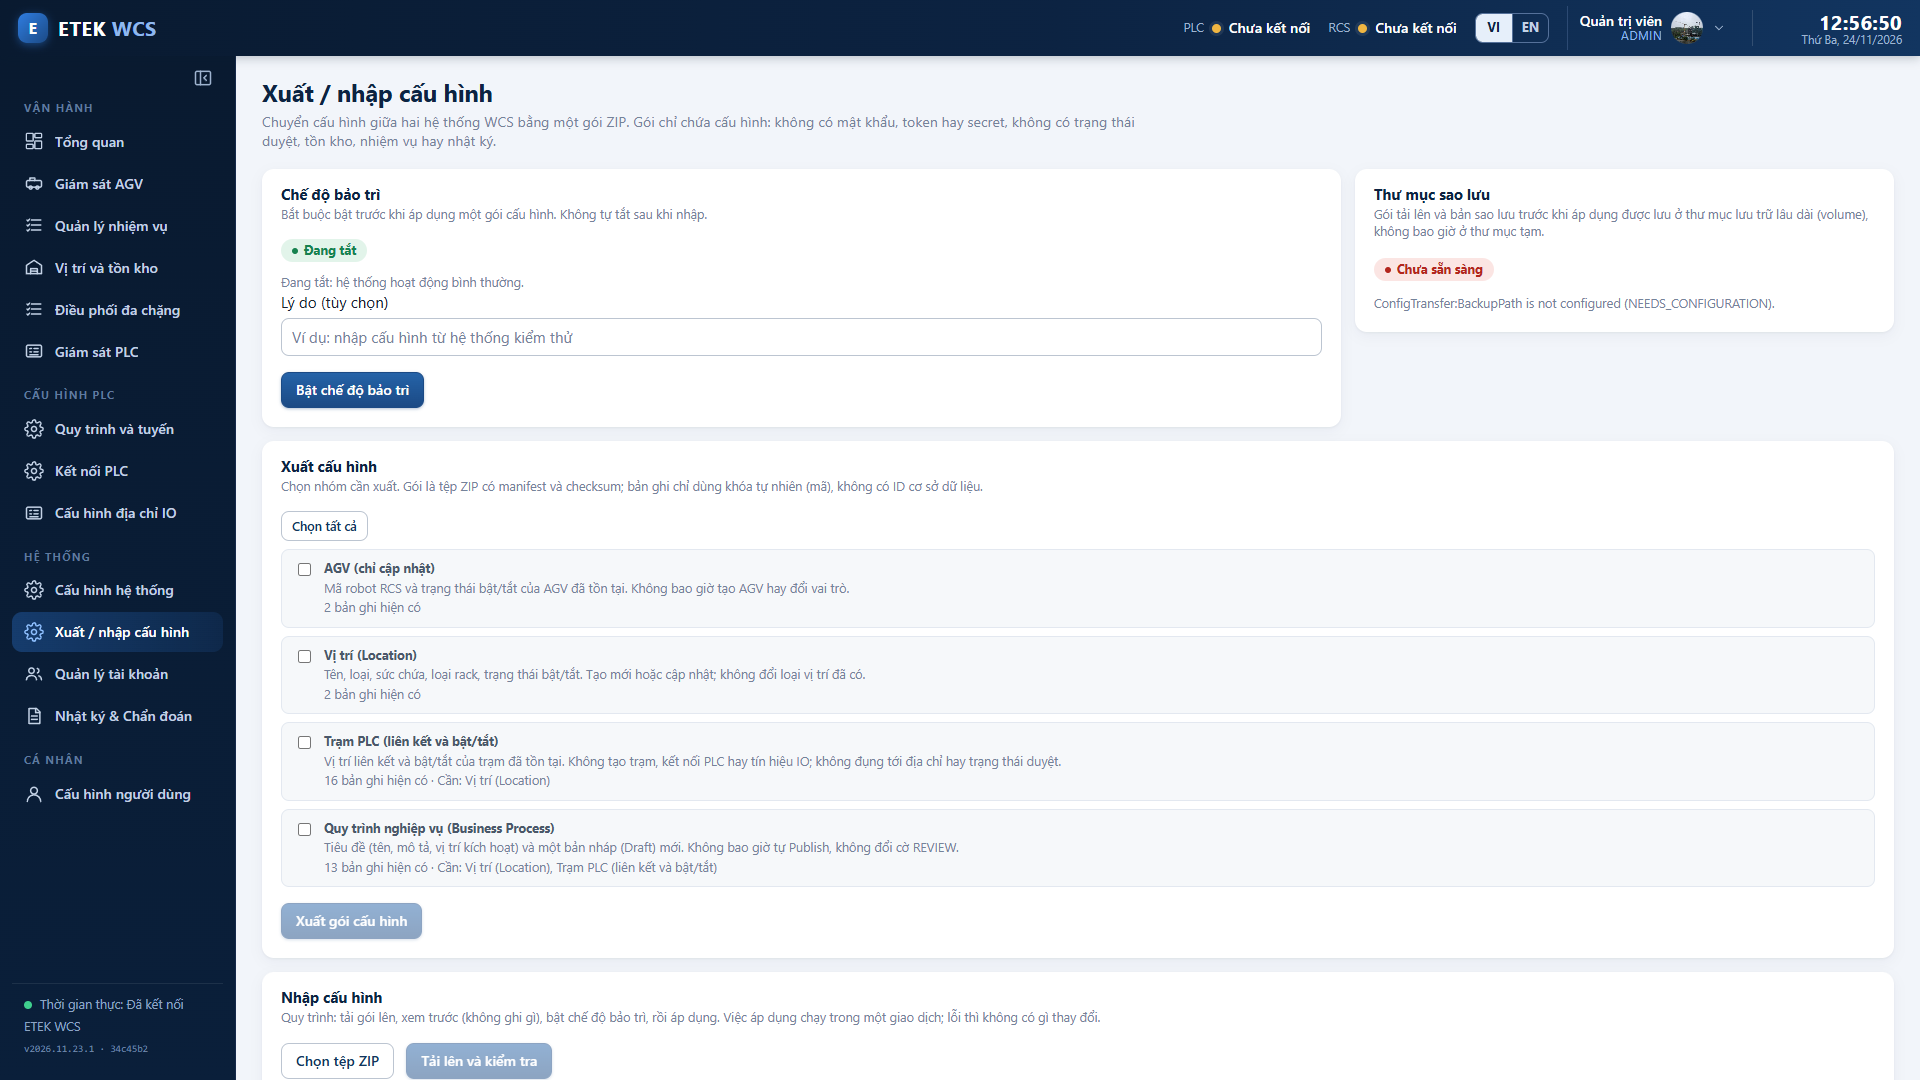 E ETEK WCS
PLC Chưa kết nối RCS Chưa kết nối
VI EN
Quản trị viên
ADMIN
12:56:50
Thứ Ba, 24/11/2026
VẬN HÀNH
Tổng quan
Giám sát AGV
Quản lý nhiệm vụ
Vị trí và tồn kho
Điều phối đa chặng
Giám sát PLC
CẤU HÌNH PLC
Quy trình và tuyến
Kết nối PLC
Cấu hình địa chỉ IO
HỆ THỐNG
Cấu hình hệ thống
Xuất / nhập cấu hình
Quản lý tài khoản
Nhật ký & Chẩn đoán
CÁ NHÂN
Cấu hình người dùng
Thời gian thực: Đã kết nối
ETEK WCS
v2026.11.23.1 · 34c45b2
Xuất / nhập cấu hình
Chuyển cấu hình giữa hai hệ thống WCS bằng một gói ZIP. Gói chỉ chứa cấu hình: không có mật khẩu, token hay secret, không có trạng thái
duyệt, tồn kho, nhiệm vụ hay nhật ký.
Chế độ bảo trì
Bắt buộc bật trước khi áp dụng một gói cấu hình. Không tự tắt sau khi nhập.
Đang tắt
Đang tắt: hệ thống hoạt động bình thường.
Lý do (tùy chọn)
Ví dụ: nhập cấu hình từ hệ thống kiểm thử
Bật chế độ bảo trì
Thư mục sao lưu
Gói tải lên và bản sao lưu trước khi áp dụng được lưu ở thư mục lưu trữ lâu dài (volume),
không bao giờ ở thư mục tạm.
Chưa sẵn sàng
ConfigTransfer:BackupPath is not configured (NEEDS_CONFIGURATION).
Xuất cấu hình
Chọn nhóm cần xuất. Gói là tệp ZIP có manifest và checksum; bản ghi chỉ dùng khóa tự nhiên (mã), không có ID cơ sở dữ liệu.
Chọn tất cả
AGV (chỉ cập nhật)
Mã robot RCS và trạng thái bật/tắt của AGV đã tồn tại. Không bao giờ tạo AGV hay đổi vai trò.
2 bản ghi hiện có
Vị trí (Location)
Tên, loại, sức chứa, loại rack, trạng thái bật/tắt. Tạo mới hoặc cập nhật; không đổi loại vị trí đã có.
2 bản ghi hiện có
Trạm PLC (liên kết và bật/tắt)
Vị trí liên kết và bật/tắt của trạm đã tồn tại. Không tạo trạm, kết nối PLC hay tín hiệu IO; không đụng tới địa chỉ hay trạng thái duyệt.
16 bản ghi hiện có · Cần: Vị trí (Location)
Quy trình nghiệp vụ (Business Process)
Tiêu đề (tên, mô tả, vị trí kích hoạt) và một bản nháp (Draft) mới. Không bao giờ tự Publish, không đổi cờ REVIEW.
13 bản ghi hiện có · Cần: Vị trí (Location), Trạm PLC (liên kết và bật/tắt)
Xuất gói cấu hình
Nhập cấu hình
Quy trình: tải gói lên, xem trước (không ghi gì), bật chế độ bảo trì, rồi áp dụng. Việc áp dụng chạy trong một giao dịch; lỗi thì không có gì thay đổi.
Chọn tệp ZIP
Tải lên và kiểm tra